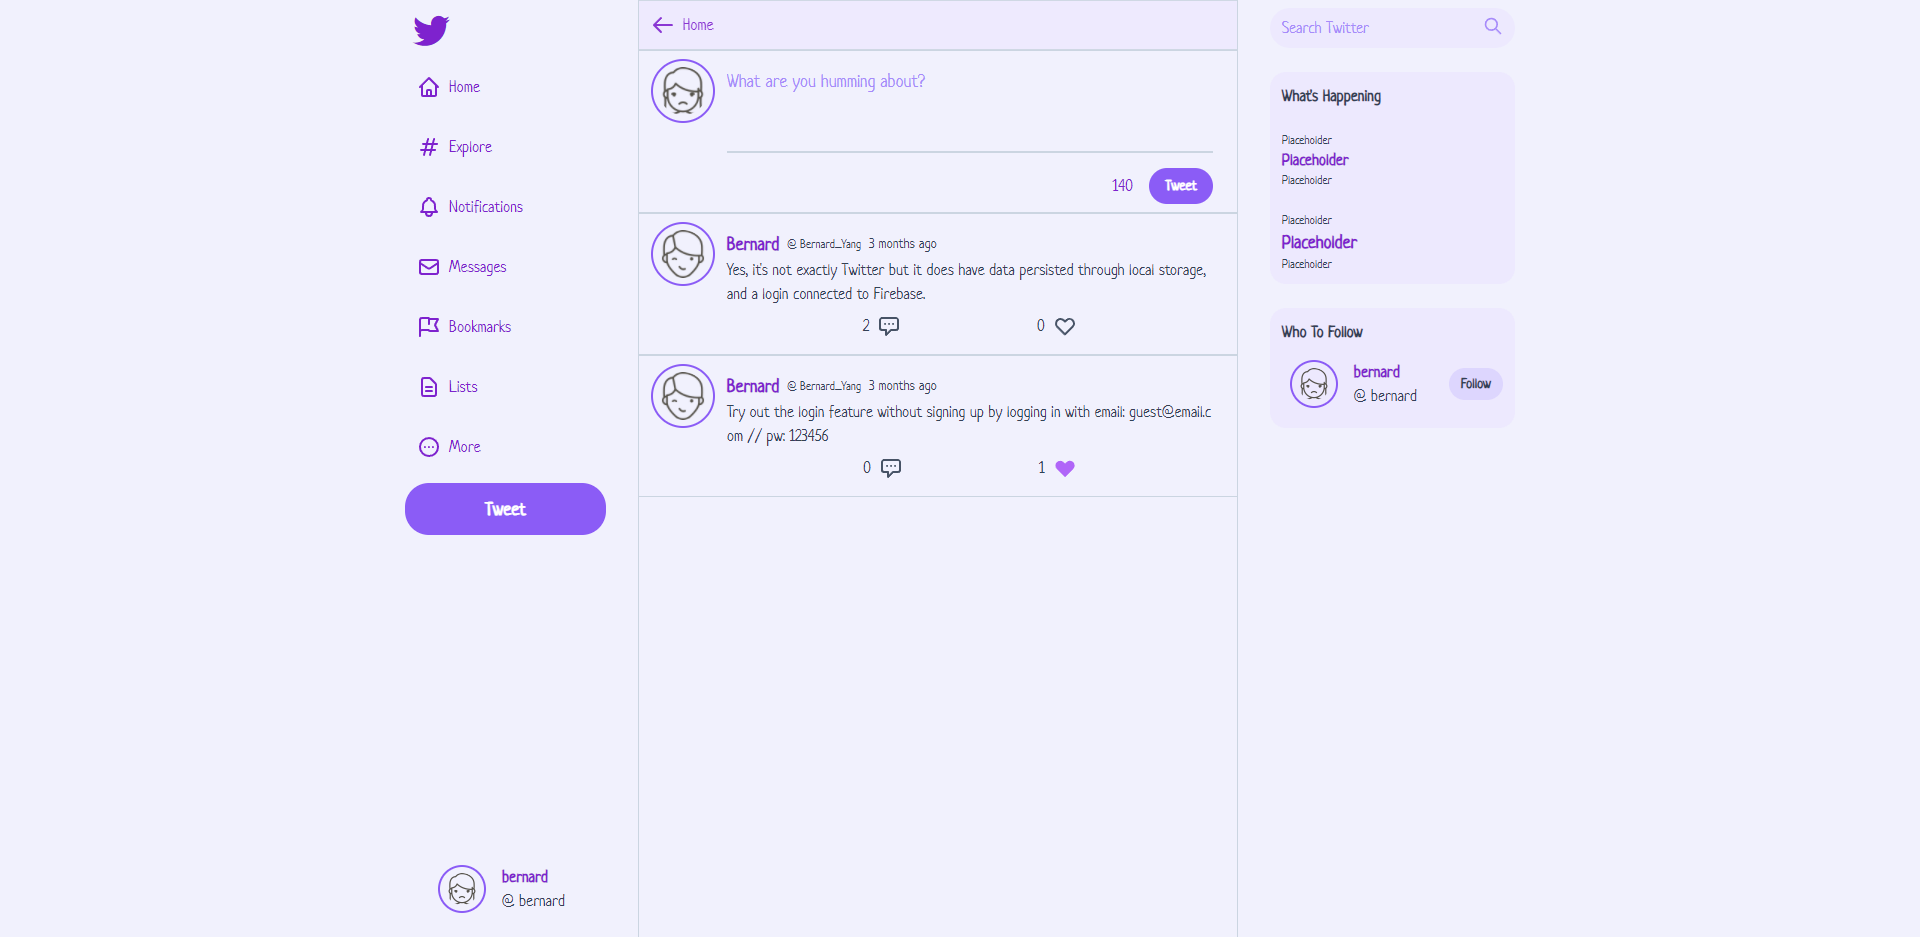 Home
Explore
Notifications
Messages
Bookmarks
Lists
More
Tweet
bernard
@ bernard
Home
What are you humming about?
140
Tweet
Bernard @ Bernard_Yang 3 months ago
Yes, it's not exactly Twitter but it does have data persisted through local storage,
and a login connected to Firebase.
2
0
Bernard @ Bernard_Yang 3 months ago
Try out the login feature without signing up by logging in with email: guest@email.c
om // pw: 123456
0
1
Search Twitter
What's Happening
Placeholder
Placeholder
Placeholder
Placeholder
Placeholder
Placeholder
Who To Follow
bernard
@ bernard
Follow